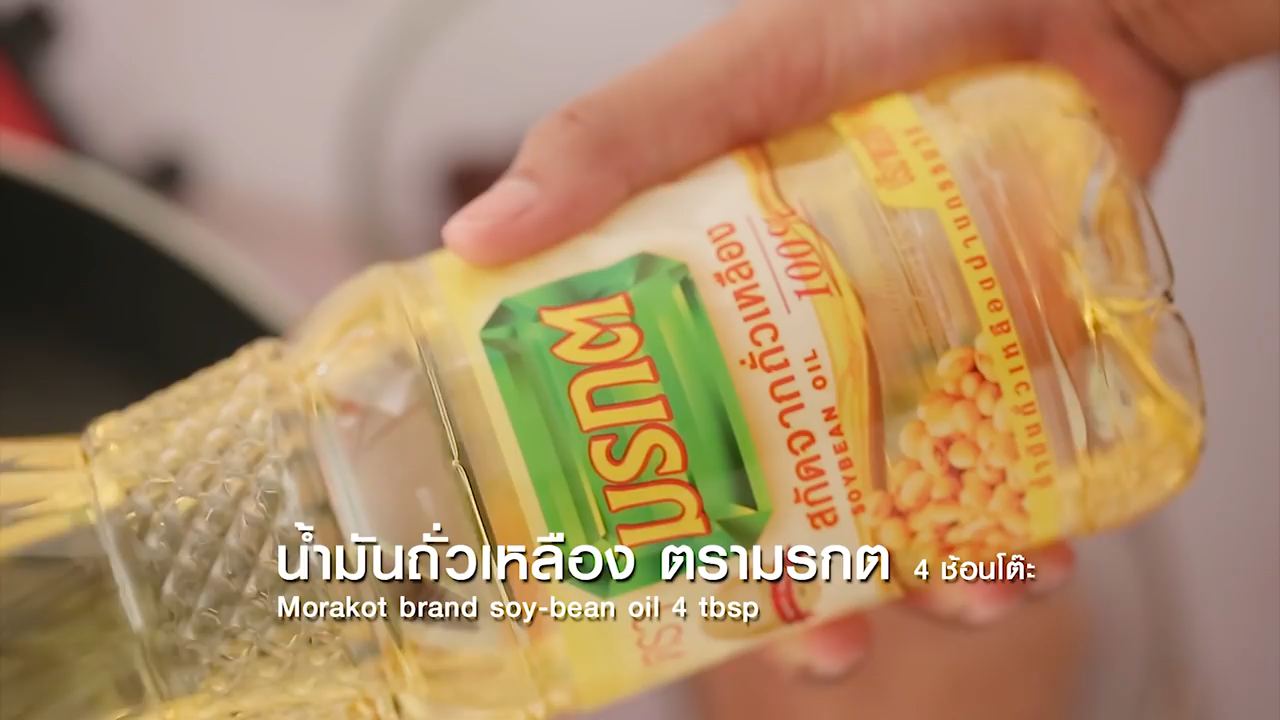 มรกต
100%
สกัดจากถั่วเหลือง
SOYBEAN OIL
น้ำมันถั่วเหลือง ตรามรกต 4 ช้อนโต๊ะ
Morakot brand soy-bean oil 4 tbsp